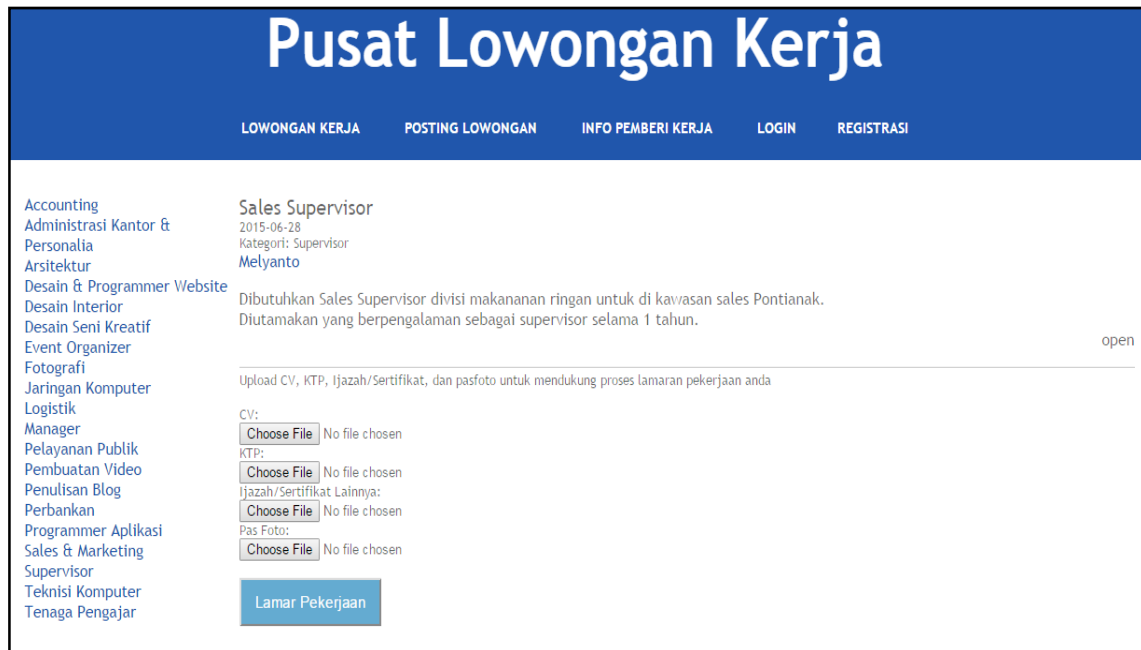 Pusat Lowongan Kerja
LOWONGAN KERJA POSTING LOWONGAN INFO PEMBERI KERJA LOGIN REGISTRASI
Accounting
Administrasi Kantor &
Personalia
Arsitektur
Desain & Programmer Website
Desain Interior
Desain Seni Kreatif
Event Organizer
Fotografi
Jaringan Komputer
Logistik
Manager
Pelayanan Publik
Pembuatan Video
Penulisan Blog
Perbankan
Programmer Aplikasi
Sales & Marketing
Supervisor
Teknisi Komputer
Tenaga Pengajar
Sales Supervisor
2015-06-28
Kategori: Supervisor
Melyanto
Dibutuhkan Sales Supervisor divisi makananan ringan untuk di kawasan sales Pontianak.
Diutamakan yang berpengalaman sebagai supervisor selama 1 tahun.
open
Upload CV, KTP, Ijazah/Sertifikat, dan pasfoto untuk mendukung proses lamaran pekerjaan anda
CV:
Choose File No file chosen
KTP:
Choose File No file chosen
Ijazah/Sertifikat Lainnya:
Choose File No file chosen
Pas Foto:
Choose File No file chosen
Lamar Pekerjaan